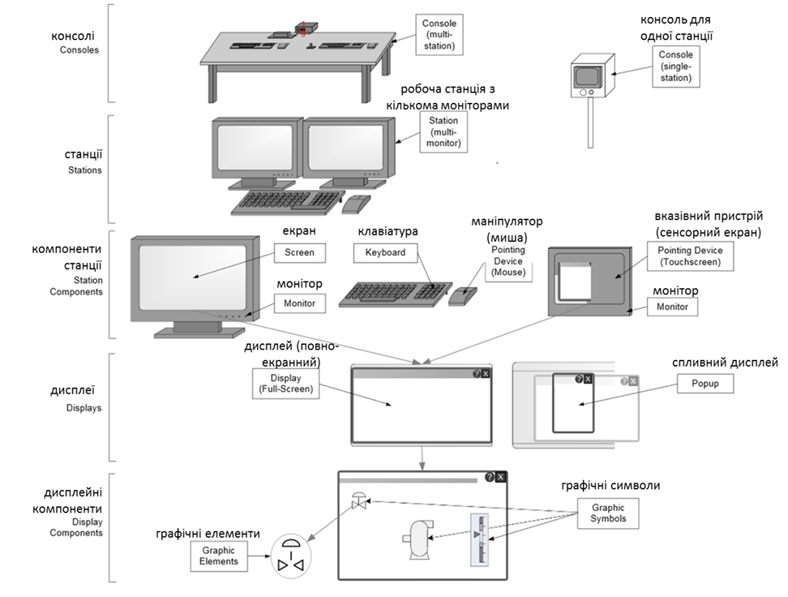 консолі
Consoles
Console
(multi-
station)
консоль для
одної станції
Console
(single-
station)
робоча станція з
кількома моніторами
Station
(multi-
monitor)
станції
Stations
компоненти
станції
Station
Components
екран
Screen
монітор
Monitor
клавіатура
Keyboard
маніпулятор
(миша)
Pointing
Device
(Mouse)
вказівний пристрій
(сенсорний екран)
Pointing Device
(Touchscreen)
монітор
Monitor
дисплеї
Displays
дисплей (повно-
екранний)
Display
(Full-Screen)
? X
? X
? X
спливний дисплей
Popup
дисплейні
компоненти
Display
Components
графічні елементи
Graphic
Elements
? X
графічні символи
Graphic
Symbols